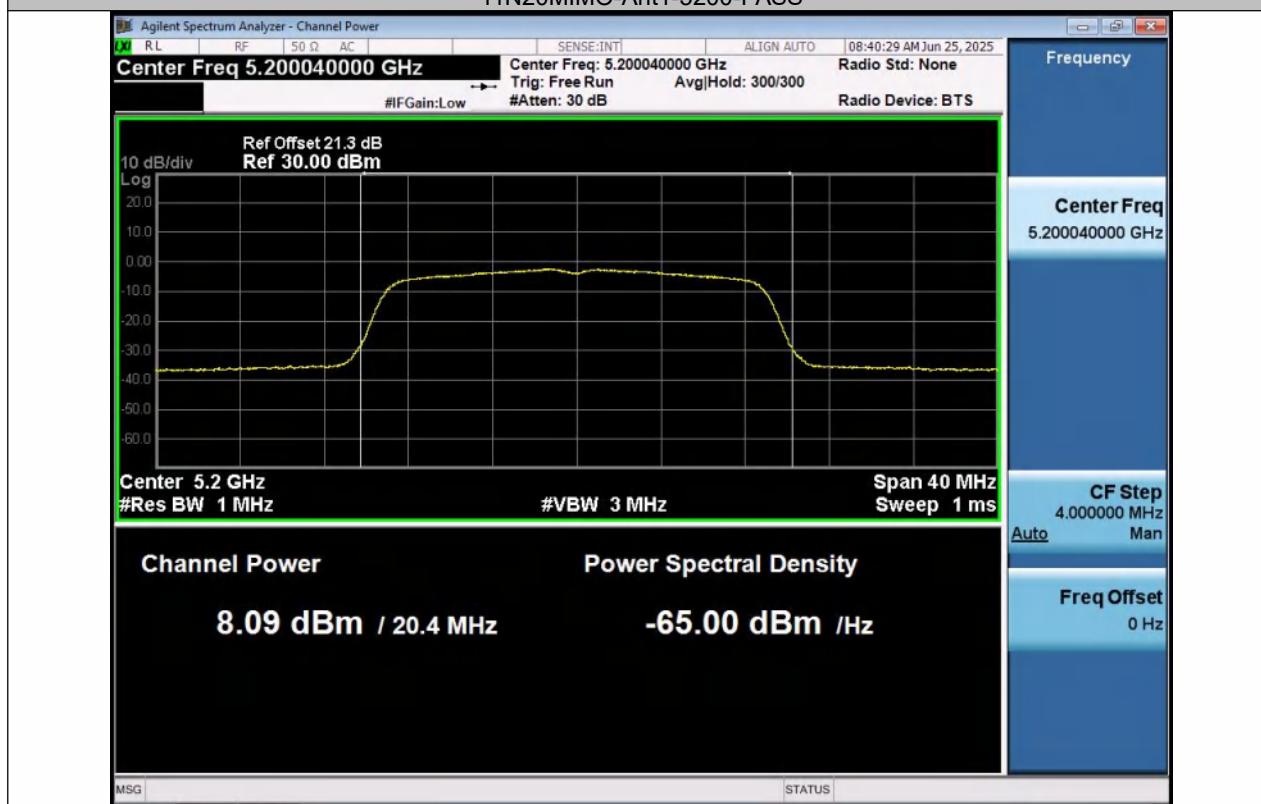 11N20MIMO-Ant1-5200-PASS
Agilent Spectrum Analyzer - Channel Power
LXI RL RF 50 Ω AC SENSE:INT ALIGN AUTO 08:40:29 AM Jun 25, 2025
Center Freq 5.200040000 GHz
Center Freq: 5.200040000 GHz
Radio Std: None
Trig: Free Run Avg|Hold: 300/300
#IFGain:Low #Atten: 30 dB Radio Device: BTS
Ref Offset 21.3 dB
10 dB/div Ref 30.00 dBm
Log
20.0
10.0
0.00
-10.0
-20.0
-30.0
-40.0
-50.0
-60.0
Center 5.2 GHz Span 40 MHz
#Res BW 1 MHz #VBW 3 MHz Sweep 1 ms
Channel Power Power Spectral Density
8.09 dBm / 20.4 MHz -65.00 dBm /Hz
MSG STATUS
Frequency
Center Freq
5.200040000 GHz
CF Step
4.000000 MHz
Auto Man
Freq Offset
0 Hz